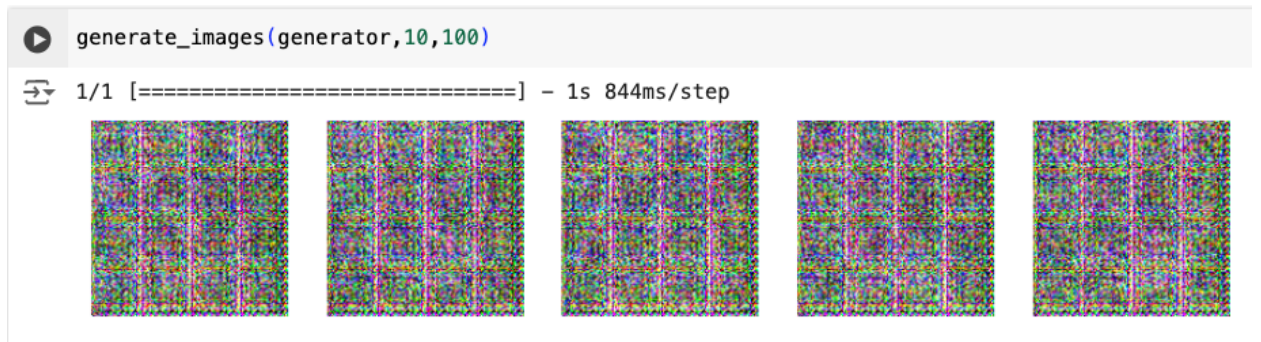 generate_images(generator,10,100)
1/1 [==============================] – 1s 844ms/step